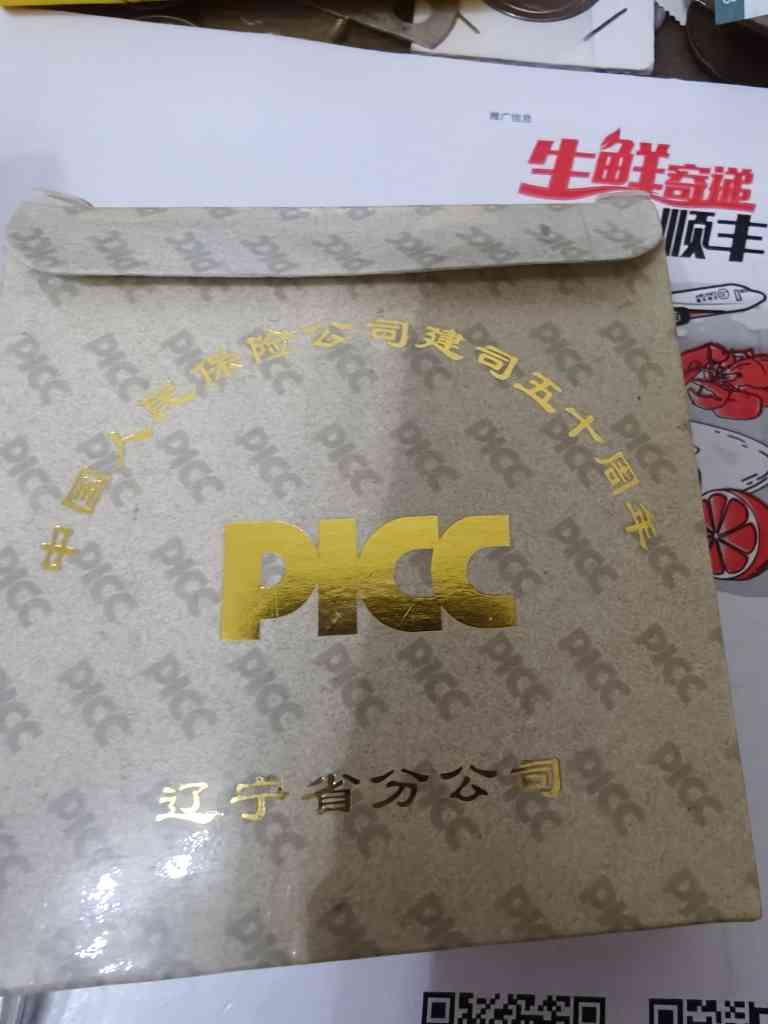 推广信息
生鲜寄递
顺丰
中国人民保险公司建司五十周年
PICC
辽宁省分公司